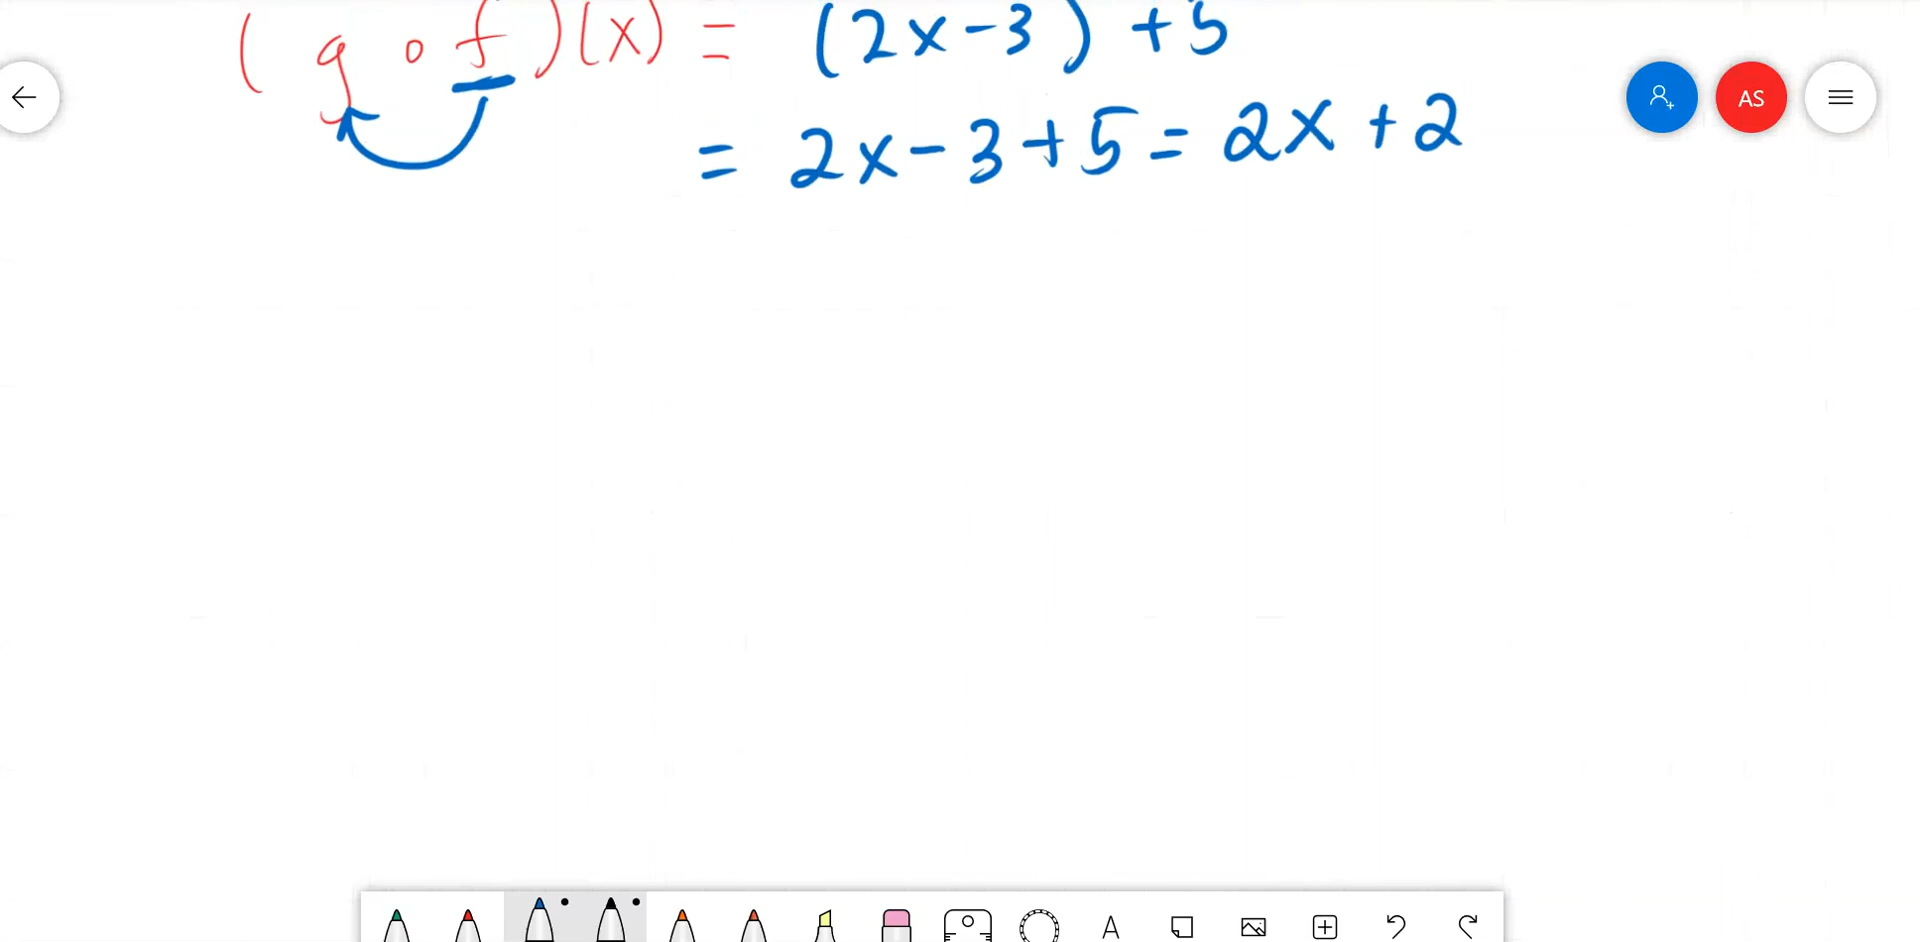 (g ∘ f)(x) = (2x-3) + 5
= 2x-3+5 = 2x+2
AS
A